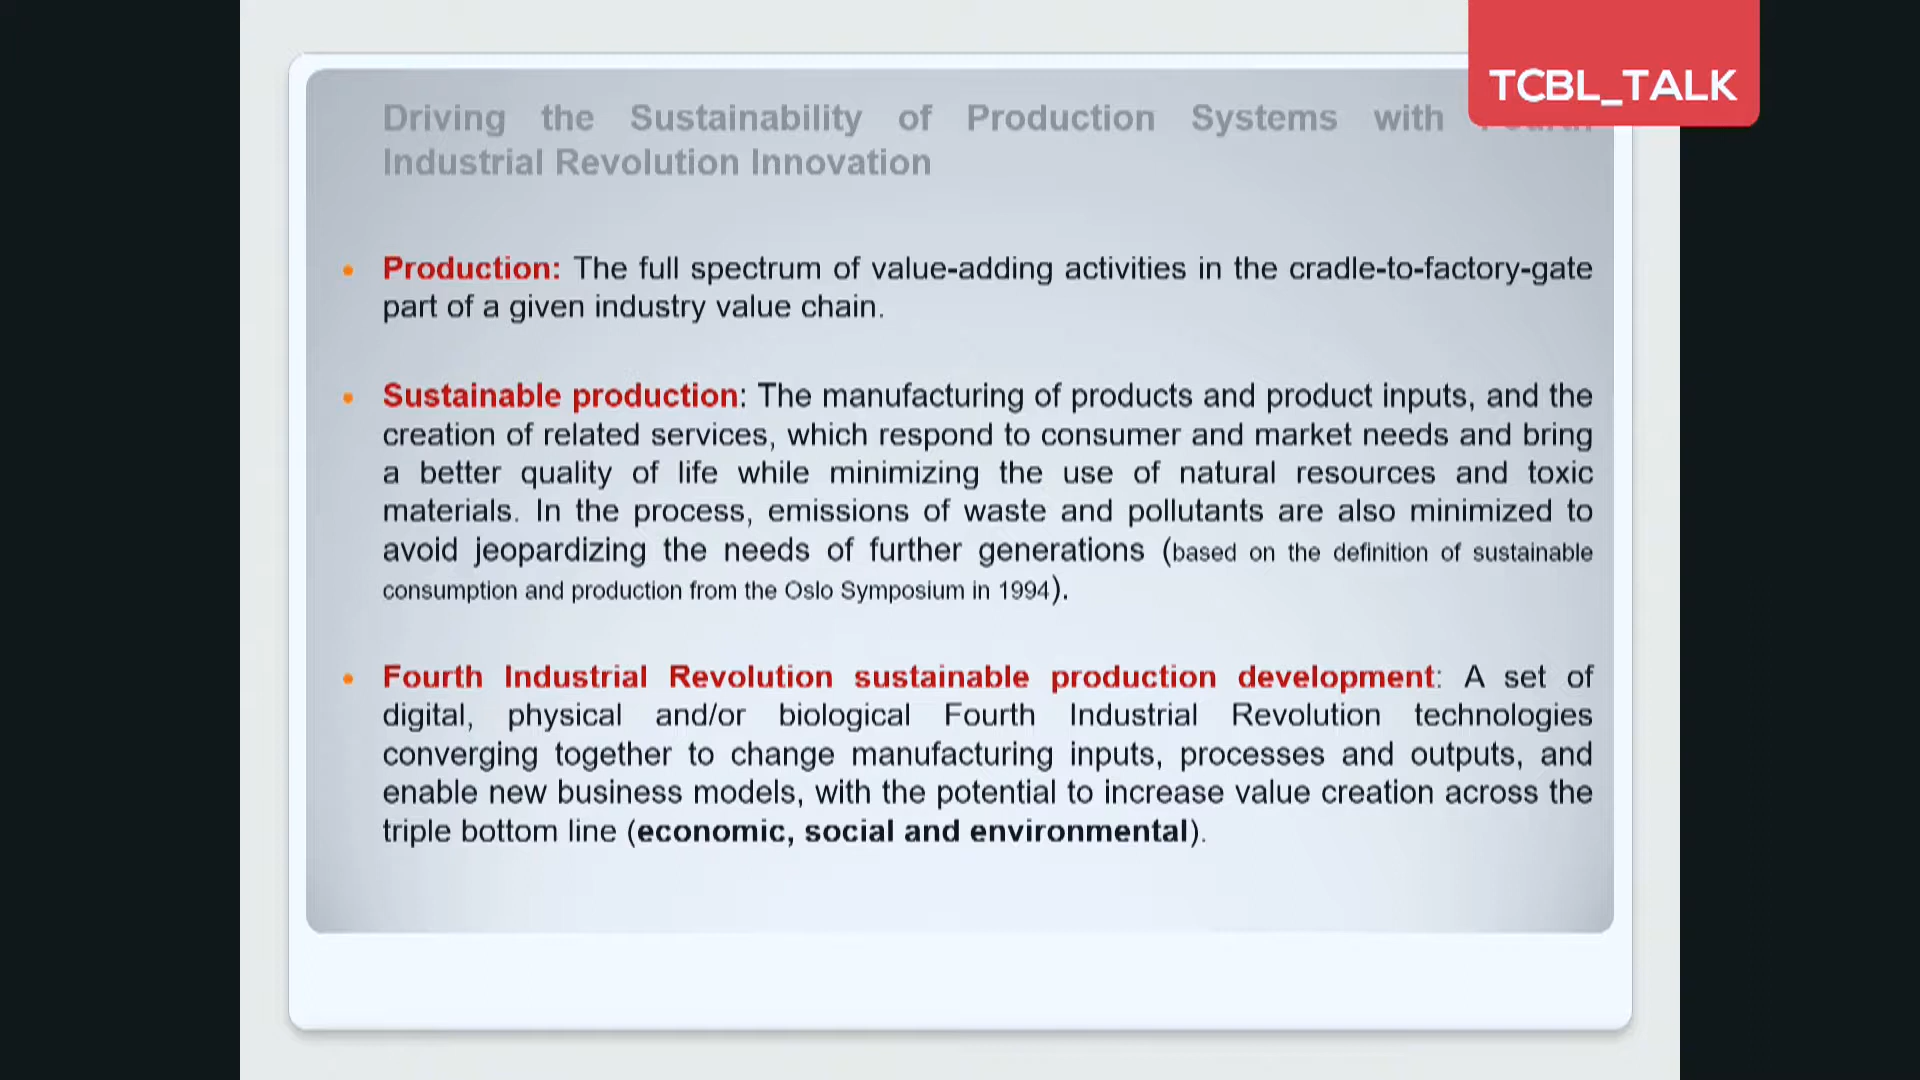 TCBL_TALK
Driving the Sustainability of Production Systems with
Industrial Revolution Innovation
• Production: The full spectrum of value-adding activities in the cradle-to-factory-gate
part of a given industry value chain.
• Sustainable production: The manufacturing of products and product inputs, and the
creation of related services, which respond to consumer and market needs and bring
a better quality of life while minimizing the use of natural resources and toxic
materials. In the process, emissions of waste and pollutants are also minimized to
avoid jeopardizing the needs of further generations (based on the definition of sustainable
consumption and production from the Oslo Symposium in 1994).
• Fourth Industrial Revolution sustainable production development: A set of
digital, physical and/or biological Fourth Industrial Revolution technologies
converging together to change manufacturing inputs, processes and outputs, and
enable new business models, with the potential to increase value creation across the
triple bottom line (economic, social and environmental).